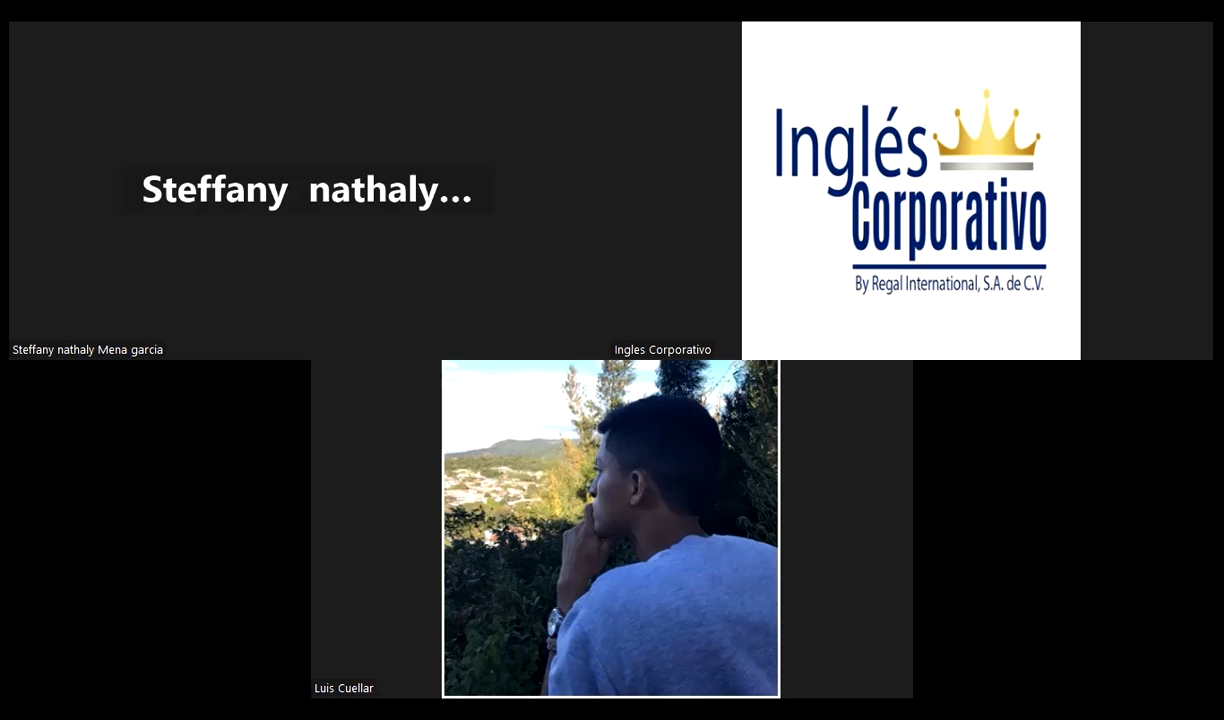 Steffany nathaly...
Inglés
Corporativo
By Regal International, S.A. de C.V.
Steffany nathaly Mena garcia
Ingles Corporativo
Luis Cuellar